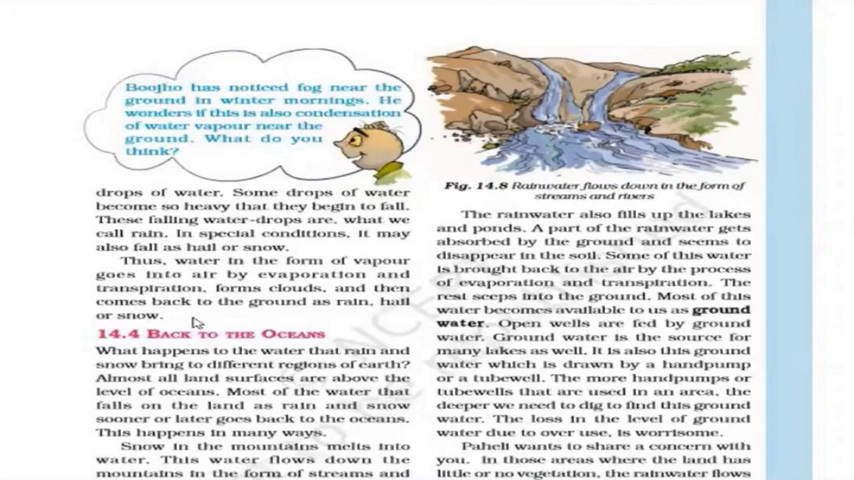 Boojho has noticed fog near the
ground in winter mornings. He
wonders if this is also condensation
of water vapour near the
ground. What do you
think?
drops of water. Some drops of water
become so heavy that they begin to fall.
These falling water-drops are, what we
call rain. In special conditions, it may
also fall as hail or snow.
Thus, water in the form of vapour
goes into air by evaporation and
transpiration, forms clouds, and then
comes back to the ground as rain, hail
or snow.
14.4 BACK TO THE OCEANS
What happens to the water that rain and
snow bring to different regions of earth?
Almost all land surfaces are above the
level of oceans. Most of the water that
falls on the land as rain and snow
sooner or later goes back to the oceans.
This happens in many ways.
Snow in the mountains melts into
water. This water flows down the
mountains in the form of streams and
Fig. 14.8 Rainwater flows down in the form of
streams and rivers
The rainwater also fills up the lakes
and ponds. A part of the rainwater gets
absorbed by the ground and seems to
disappear in the soil. Some of this water
is brought back to the air by the process
of evaporation and transpiration. The
rest seeps into the ground. Most of this
water becomes available to us as ground
water. Open wells are fed by ground
water. Ground water is the source for
many lakes as well. It is also this ground
water which is drawn by a handpump
or a tubewell. The more handpumps or
tubewells that are used in an area, the
deeper we need to dig to find this ground
water. The loss in the level of ground
water due to over use, is worrisome.
Paheli wants to share a concern with
you. In those areas where the land has
little or no vegetation, the rainwater flows